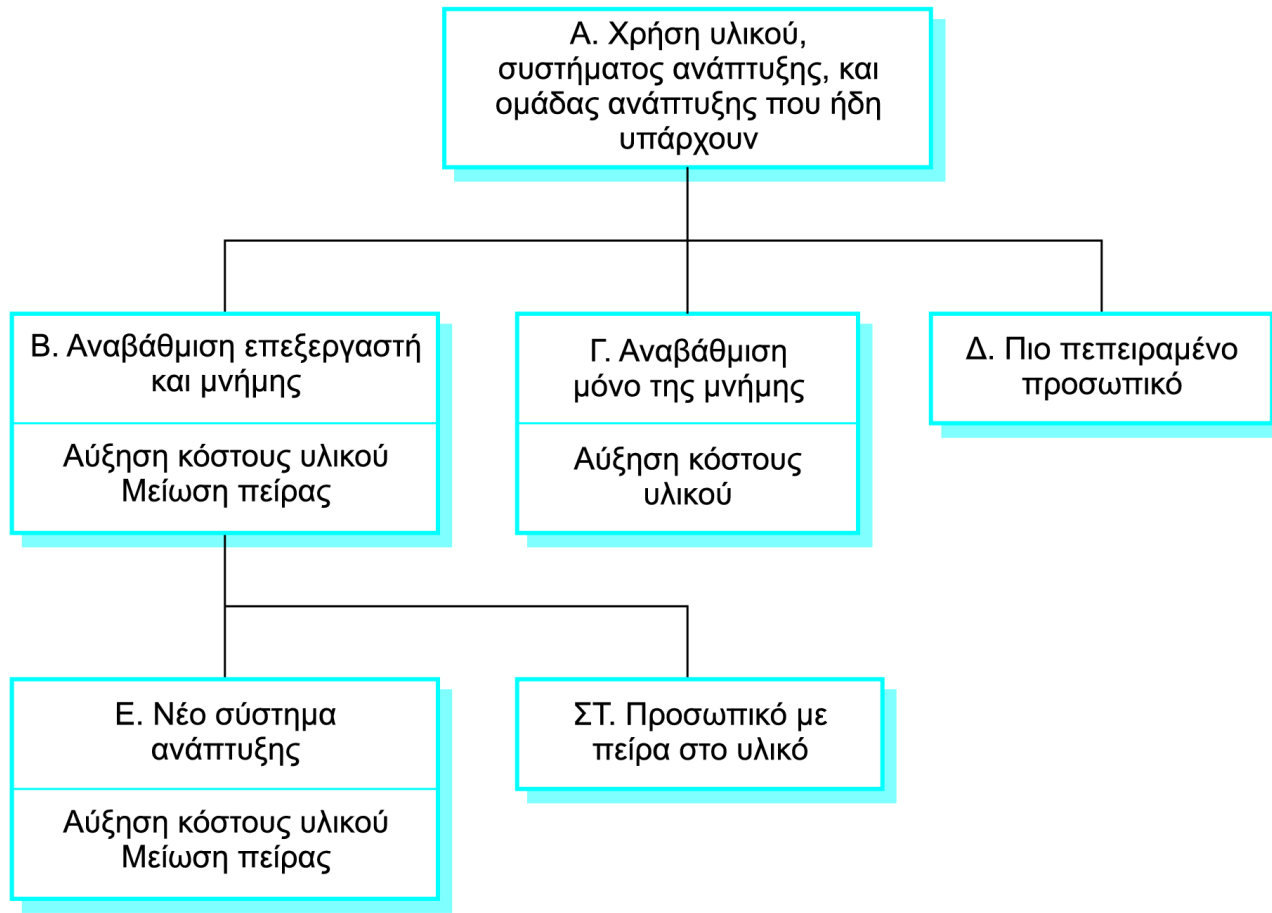 Α. Χρήση υλικού,
συστήματος ανάπτυξης, και
ομάδας ανάπτυξης που ήδη
υπάρχουν
Β. Αναβάθμιση επεξεργαστή
και μνήμης
Αύξηση κόστους υλικού
Μείωση πείρας
Γ. Αναβάθμιση
μόνο της μνήμης
Αύξηση κόστους
υλικού
Δ. Πιο πεπειραμένο
προσωπικό
Ε. Νέο σύστημα
ανάπτυξης
Αύξηση κόστους υλικού
Μείωση πείρας
ΣΤ. Προσωπικό με
πείρα στο υλικό